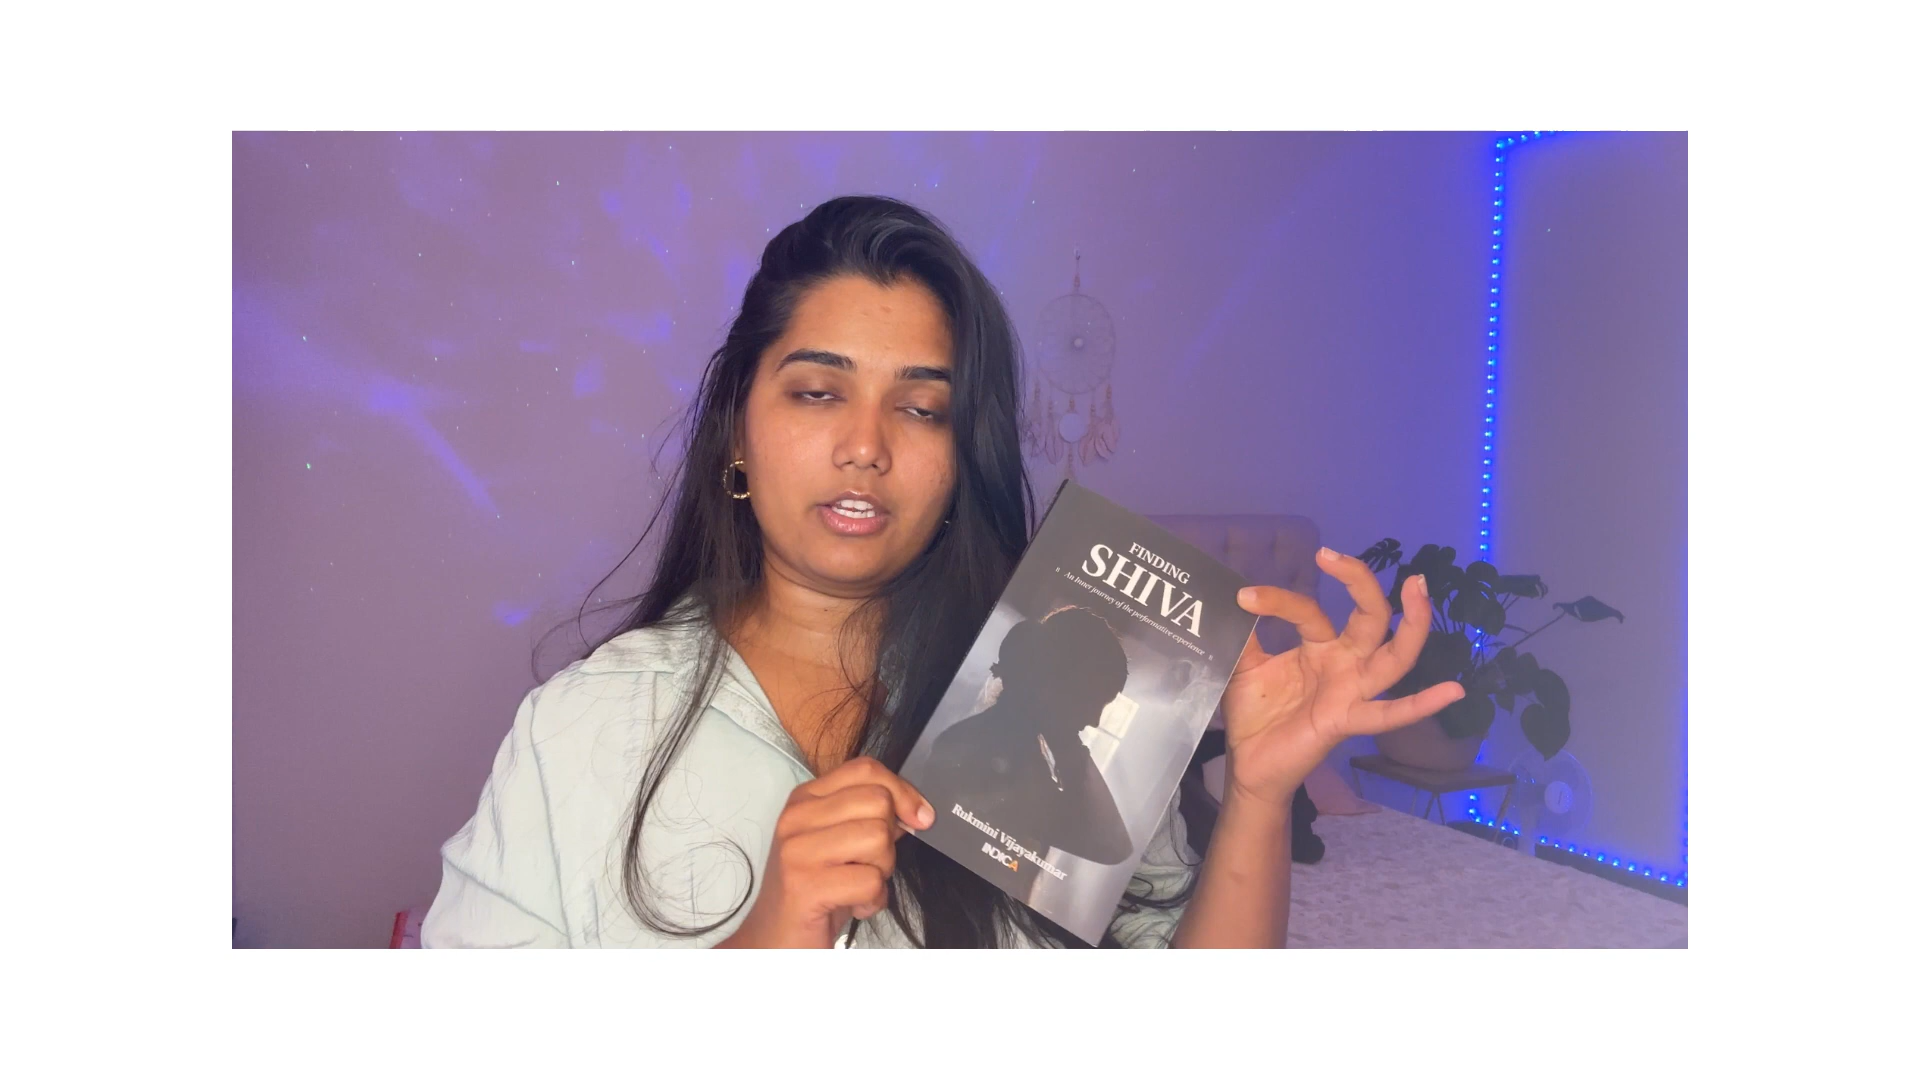 FINDING
SHIVA
An Inner journey of the performative experience
Rukmini Vijayakumar
INDICA